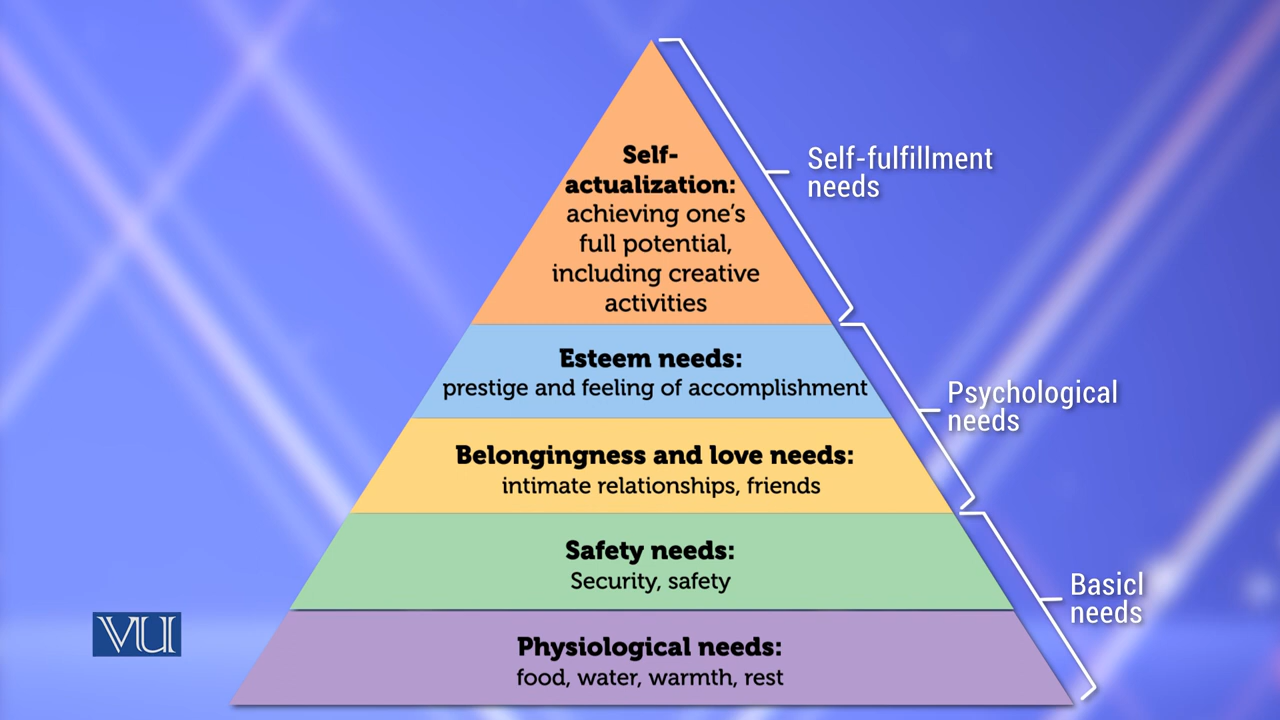 Self-
actualization:
achieving one's
full potential,
including creative
activities
Self-fulfillment
needs
Esteem needs:
prestige and feeling of accomplishment
Psychological
needs
Belongingness and love needs:
intimate relationships, friends
Safety needs:
Security, safety
Basicl
needs
Physiological needs:
food, water, warmth, rest
VU